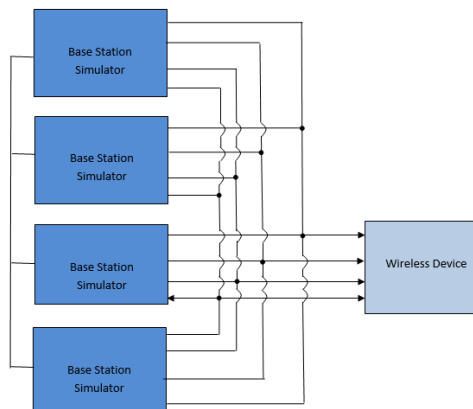 Base Station
Simulator
Base Station
Simulator
Base Station
Simulator
Wireless Device
Base Station
Simulator